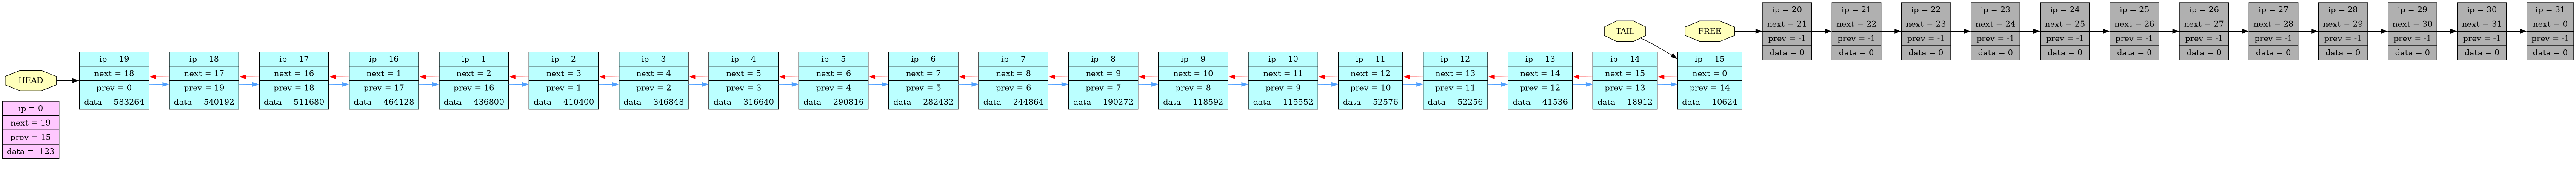 HEAD
ip = 0
next = 19
prev = 15
data = -123
ip = 19
next = 18
prev = 0
data = 583264
ip = 18
next = 17
prev = 19
data = 540192
ip = 17
next = 16
prev = 18
data = 511680
ip = 16
next = 1
prev = 17
data = 464128
ip = 1
next = 2
prev = 16
data = 436800
ip = 2
next = 3
prev = 1
data = 410400
ip = 3
next = 4
prev = 2
data = 346848
ip = 4
next = 5
prev = 3
data = 316640
ip = 5
next = 6
prev = 4
data = 290816
ip = 6
next = 7
prev = 5
data = 282432
ip = 7
next = 8
prev = 6
data = 244864
ip = 8
next = 9
prev = 7
data = 190272
ip = 9
next = 10
prev = 8
data = 118592
ip = 10
next = 11
prev = 9
data = 115552
ip = 11
next = 12
prev = 10
data = 52576
ip = 12
next = 13
prev = 11
data = 52256
ip = 13
next = 14
prev = 12
data = 41536
ip = 14
next = 15
prev = 13
data = 18912
TAIL
ip = 15
next = 0
prev = 14
data = 10624
FREE
ip = 20
next = 21
prev = -1
data = 0
ip = 21
next = 22
prev = -1
data = 0
ip = 22
next = 23
prev = -1
data = 0
ip = 23
next = 24
prev = -1
data = 0
ip = 24
next = 25
prev = -1
data = 0
ip = 25
next = 26
prev = -1
data = 0
ip = 26
next = 27
prev = -1
data = 0
ip = 27
next = 28
prev = -1
data = 0
ip = 28
next = 29
prev = -1
data = 0
ip = 29
next = 30
prev = -1
data = 0
ip = 30
next = 31
prev = -1
data = 0
ip = 31
next = 0
prev = -1
data = 0